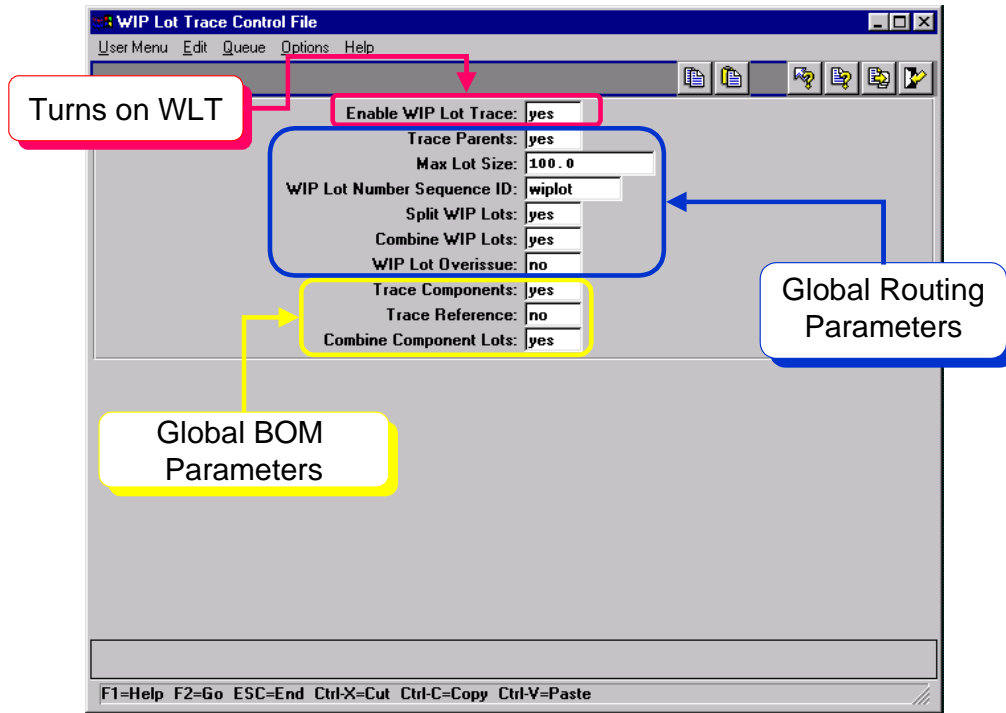 WIP Lot Trace Control File
User Menu Edit Queue Options Help
Turns on WLT
Enable WIP Lot Trace: yes
Trace Parents: yes
Max Lot Size: 100.0
WIP Lot Number Sequence ID: wiplot
Split WIP Lots: yes
Combine WIP Lots: yes
WIP Lot Overissue: no
Trace Components: yes
Trace Reference: no
Combine Component Lots: yes
Global Routing
Parameters
Global BOM
Parameters
F1=Help F2=Go ESC=End Ctrl-X=Cut Ctrl-C=Copy Ctrl-V=Paste